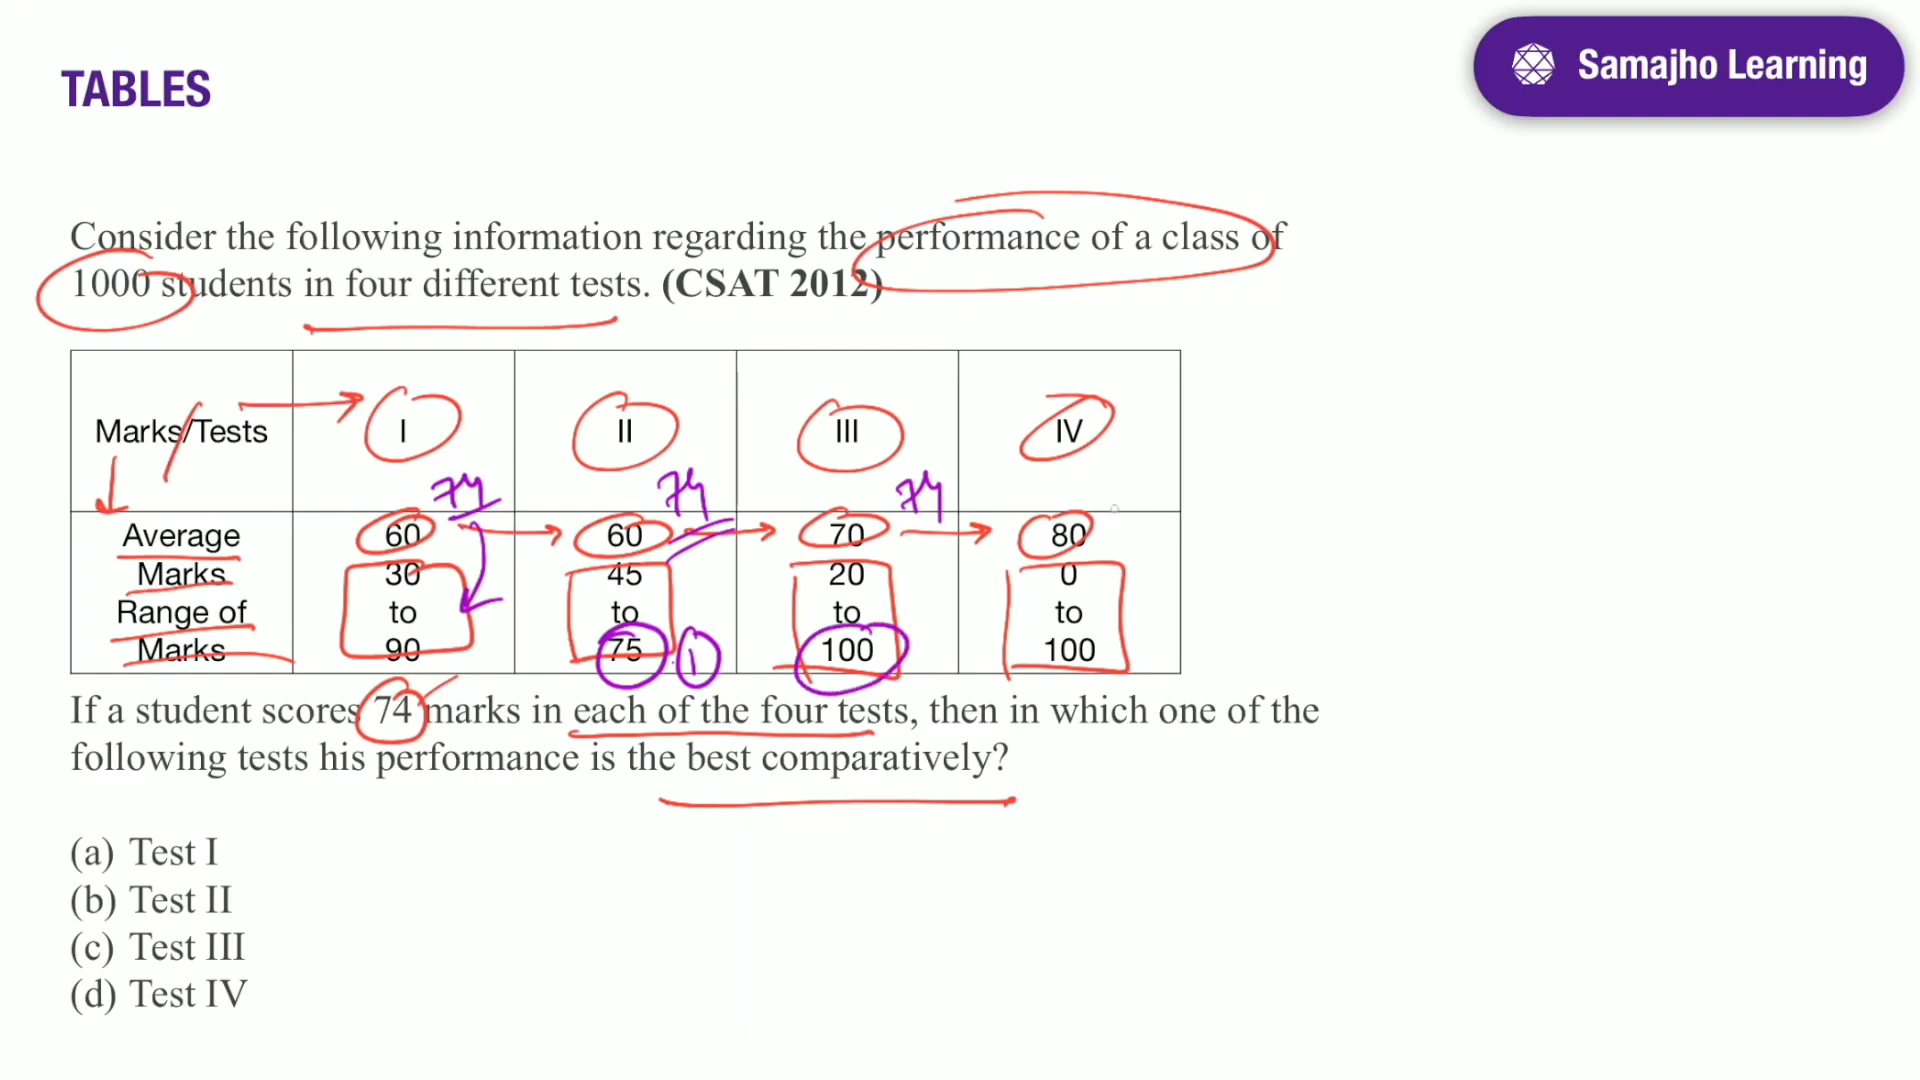 TABLES
Samajho Learning
Consider the following information regarding the performance of a class of
1000 students in four different tests. (CSAT 2012)
Marks/Tests I II III IV
74 74 74
Average 60 60 70 80
Marks 30 45 20 0
Range of to to to to
Marks 90 75 1 100 100
If a student scores 74 marks in each of the four tests, then in which one of the
following tests his performance is the best comparatively?
(a) Test I
(b) Test II
(c) Test III
(d) Test IV